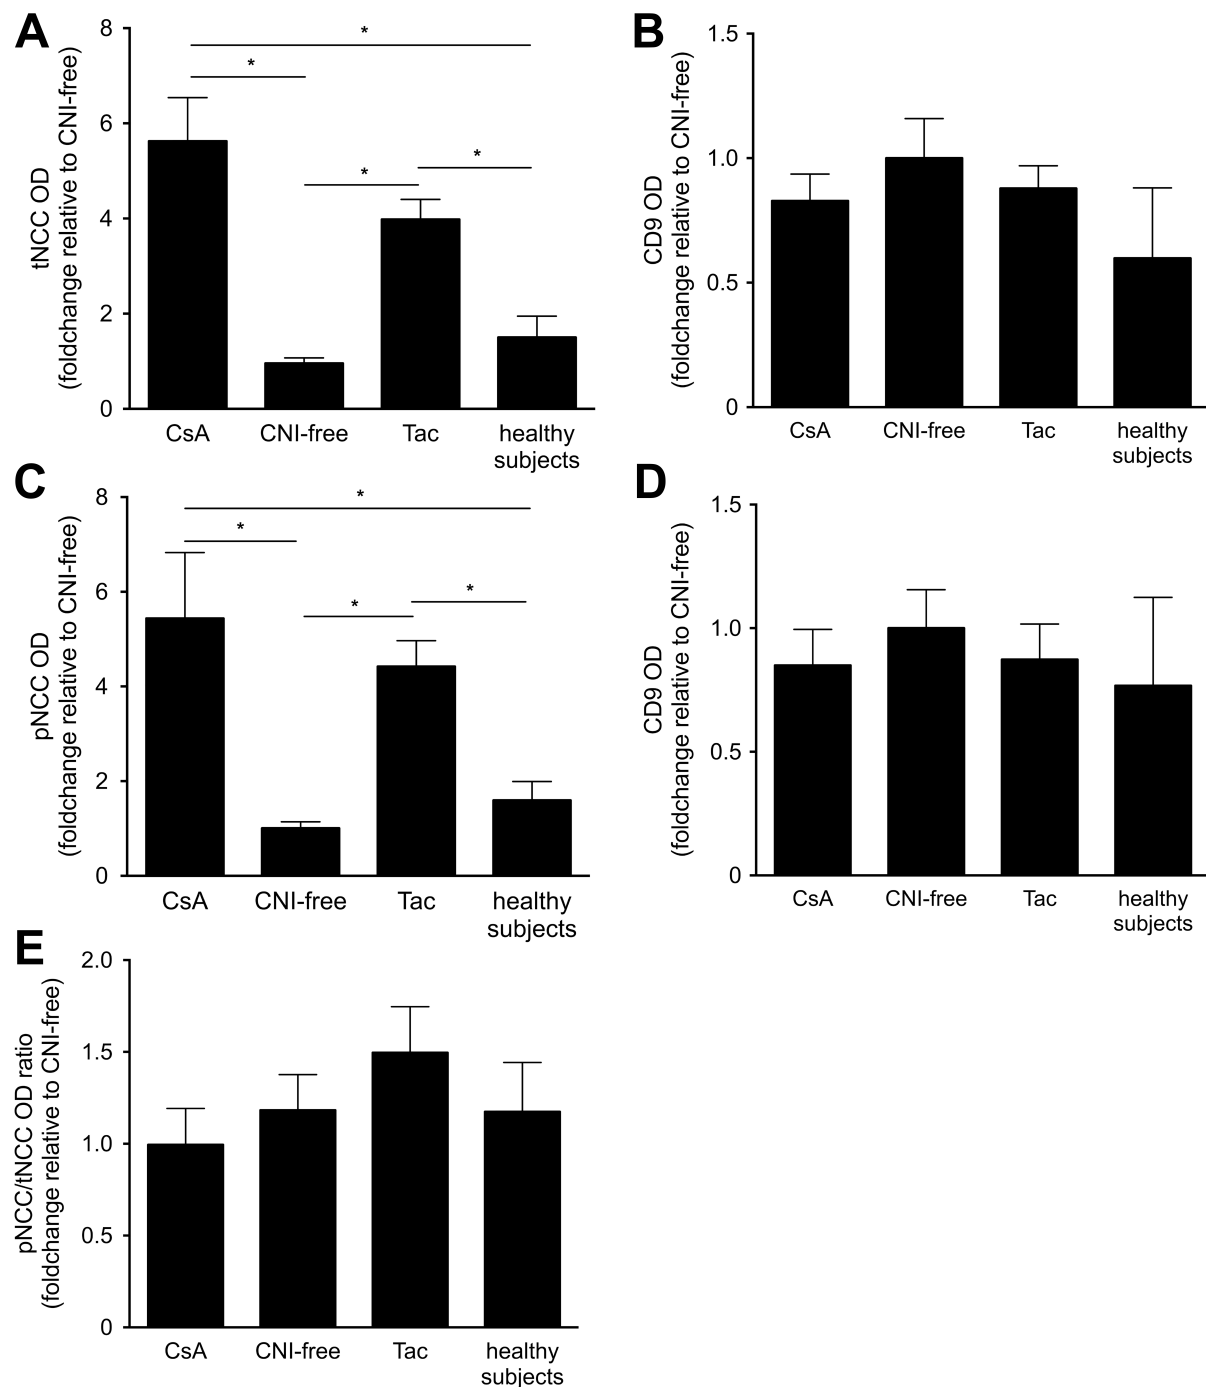 A
tNCC OD
(foldchange relative to CNI-free)
8
6
4
2
0
*
*
*
*
CsA
CNI-free
Tac
healthy
subjects
B
CD9 OD
(foldchange relative to CNI-free)
1.5
1.0
0.5
0
CsA
CNI-free
Tac
healthy
subjects
C
pNCC OD
(foldchange relative to CNI-free)
8
6
4
2
0
*
*
*
*
CsA
CNI-free
Tac
healthy
subjects
D
CD9 OD
(foldchange relative to CNI-free)
1.5
1.0
0.5
0
CsA
CNI-free
Tac
healthy
subjects
E
pNCC/tNCC OD ratio
(foldchange relative to CNI-free)
2.0
1.5
1.0
0.5
0
CsA
CNI-free
Tac
healthy
subjects